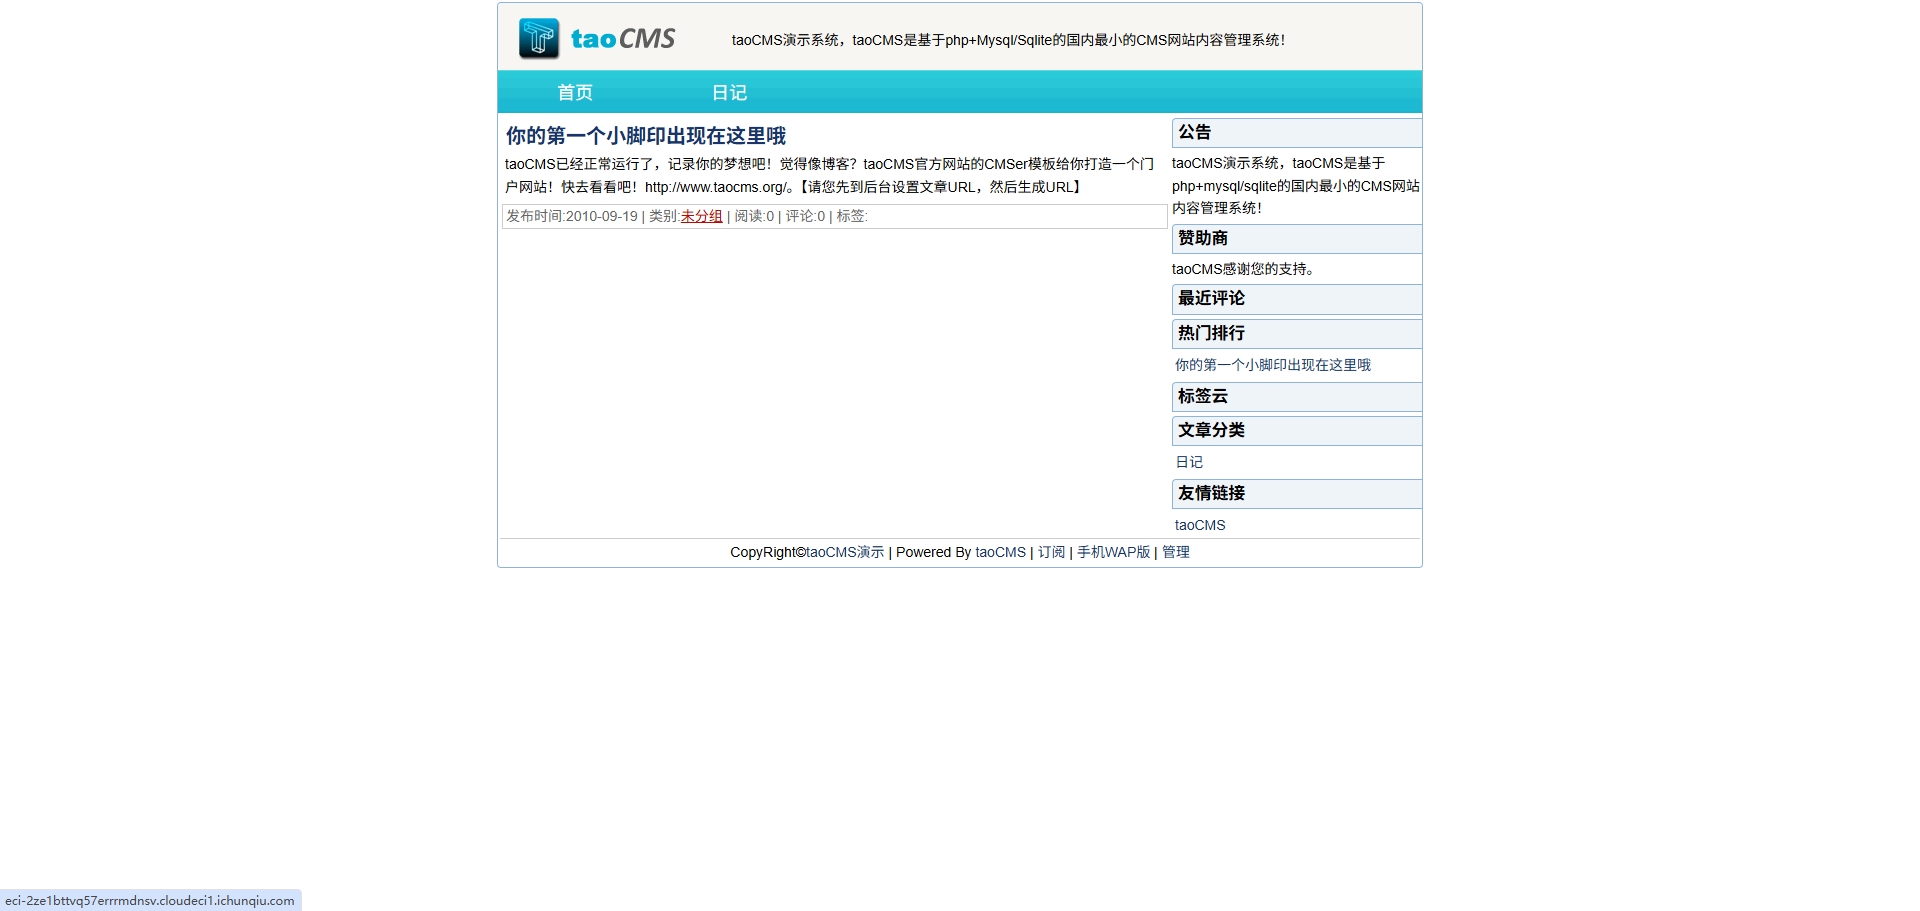 taoCMS
taoCMS演示系统，taoCMS是基于php+Mysql/Sqlite的国内最小的CMS网站内容管理系统！
首页 日记
你的第一个小脚印出现在这里哦
taoCMS已经正常运行了，记录你的梦想吧！觉得像博客？taoCMS官方网站的CMSer模板给你打造一个门
户网站！快去看看吧！http://www.taocms.org/。【请您先到后台设置文章URL，然后生成URL】
发布时间:2010-09-19 | 类别:未分组 | 阅读:0 | 评论:0 | 标签:
公告
taoCMS演示系统，taoCMS是基于
php+mysql/sqlite的国内最小的CMS网站
内容管理系统！
赞助商
taoCMS感谢您的支持。
最近评论
热门排行
你的第一个小脚印出现在这里哦
标签云
文章分类
日记
友情链接
taoCMS
CopyRight©taoCMS演示 | Powered By taoCMS | 订阅 | 手机WAP版 | 管理
eci-2ze1bttvq57errrmdnsv.cloudeci1.ichunqiu.com